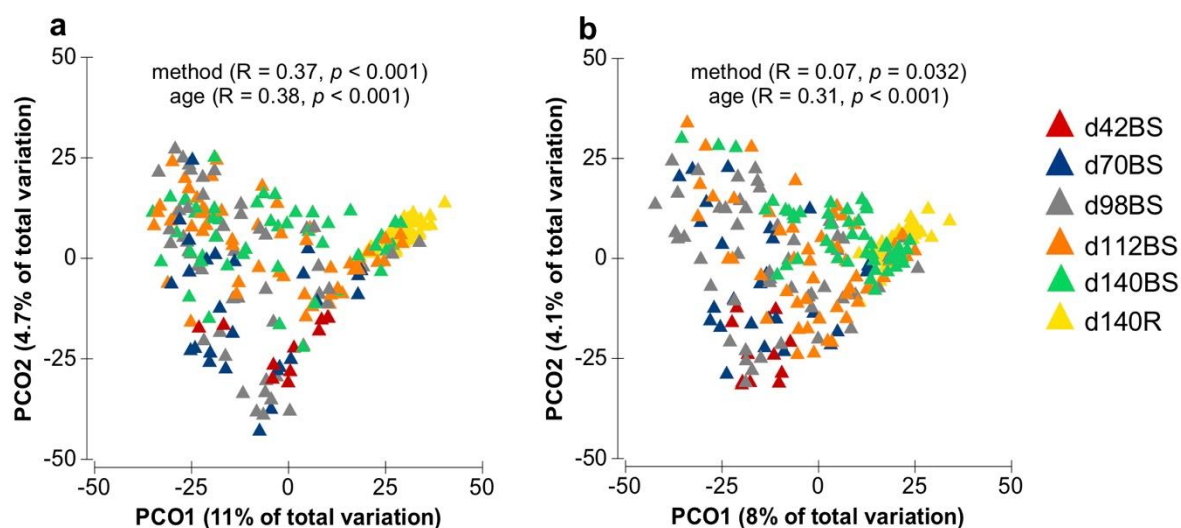 a
method (R = 0.37, p < 0.001)
age (R = 0.38, p < 0.001)
50
25
0
-25
-50
PCO2 (4.7% of total variation)
-50
-25
0
25
50
PCO1 (11% of total variation)
b
method (R = 0.07, p = 0.032)
age (R = 0.31, p < 0.001)
50
25
0
-25
-50
PCO2 (4.1% of total variation)
-50
-25
0
25
50
PCO1 (8% of total variation)
d42BS
d70BS
d98BS
d112BS
d140BS
d140R